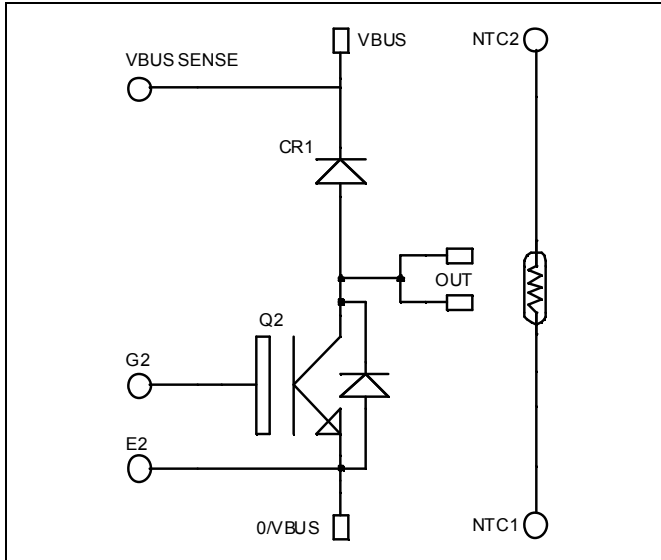 VBUS
NTC2
VBUS SENSE
CR1
OUT
Q2
G2
E2
0/VBUS
NTC1